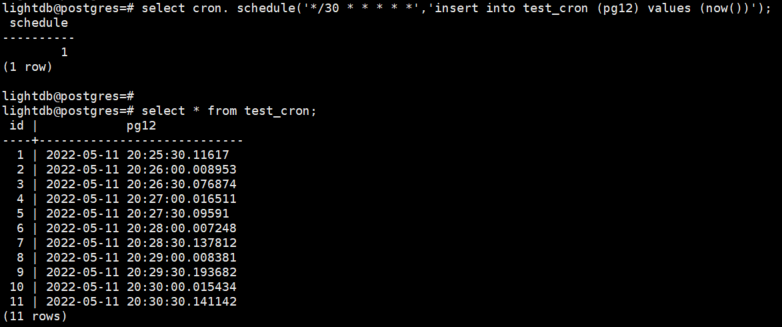 lightdb@postgres=# select cron. schedule('*/30 * * * * *','insert into test_cron (pg12) values (now())');
 schedule
----------
        1
(1 row)

lightdb@postgres=#
lightdb@postgres=# select * from test_cron;
 id |            pg12
----+----------------------------
  1 | 2022-05-11 20:25:30.11617
  2 | 2022-05-11 20:26:00.008953
  3 | 2022-05-11 20:26:30.076874
  4 | 2022-05-11 20:27:00.016511
  5 | 2022-05-11 20:27:30.09591
  6 | 2022-05-11 20:28:00.007248
  7 | 2022-05-11 20:28:30.137812
  8 | 2022-05-11 20:29:00.008381
  9 | 2022-05-11 20:29:30.193682
 10 | 2022-05-11 20:30:00.015434
 11 | 2022-05-11 20:30:30.141142
(11 rows)